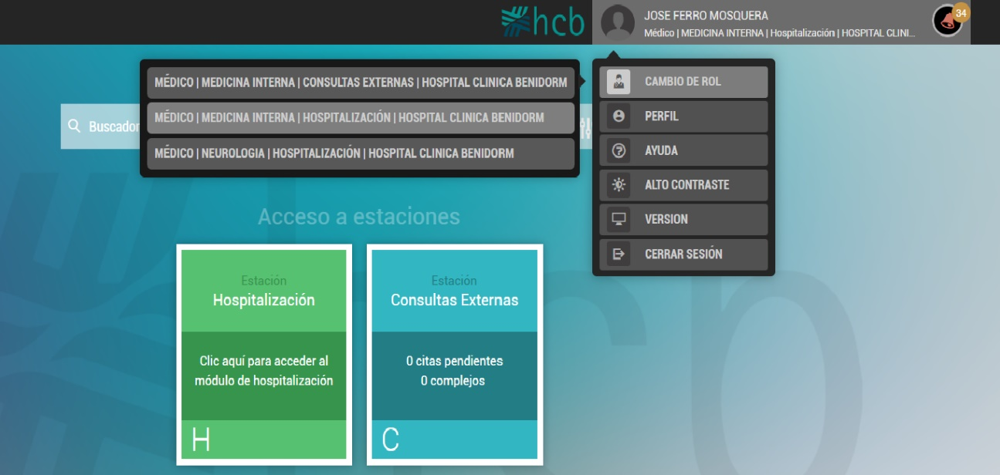 hcb
JOSE FERRO MOSQUERA
34
Médico | MEDICINA INTERNA | Hospitalización | HOSPITAL CLINI...
MÉDICO | MEDICINA INTERNA | CONSULTAS EXTERNAS | HOSPITAL CLINICA BENIDORM
MÉDICO | MEDICINA INTERNA | HOSPITALIZACIÓN | HOSPITAL CLINICA BENIDORM
MÉDICO | NEUROLOGIA | HOSPITALIZACIÓN | HOSPITAL CLINICA BENIDORM
CAMBIO DE ROL
PERFIL
AYUDA
ALTO CONTRASTE
VERSION
CERRAR SESIÓN
Buscador
Acceso a estaciones
Estación
Hospitalización
Clic aquí para acceder al
módulo de hospitalización
H
Estación
Consultas Externas
0 citas pendientes
0 complejos
C